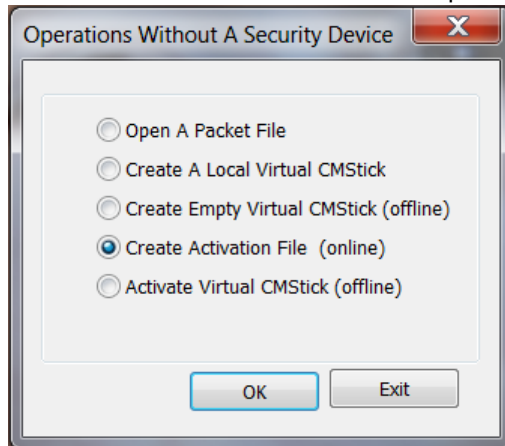 Operations Without A Security Device
X
Open A Packet File
Create A Local Virtual CMStick
Create Empty Virtual CMStick (offline)
Create Activation File  (online)
Activate Virtual CMStick (offline)
OK
Exit